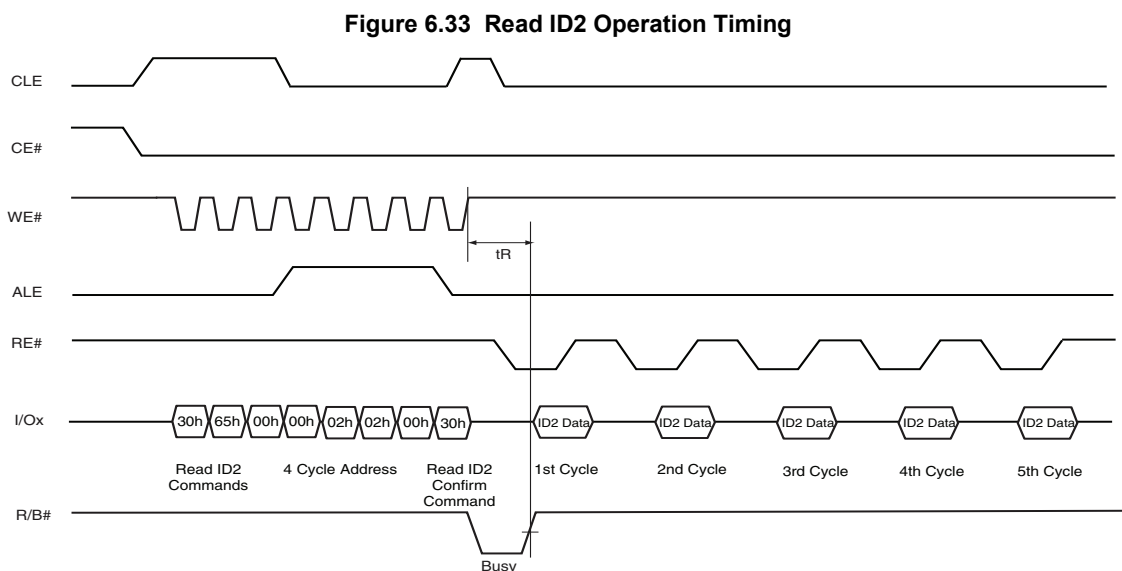 Figure 6.33 Read ID2 Operation Timing
CLE
CE#
WE#
tR
ALE
RE#
I/Ox
30h 65h 00h 00h 02h 02h 00h 30h ID2 Data ID2 Data ID2 Data ID2 Data ID2 Data
Read ID2
Commands
4 Cycle Address
Read ID2
Confirm
Command
1st Cycle
2nd Cycle
3rd Cycle
4th Cycle
5th Cycle
R/B#
Busy